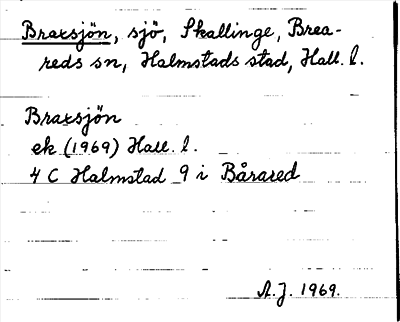 Braxsjön, sjö, Skallinge, Brea-
reds sn, Halmstads stad, Hall. l.
Braxsjön
ek (1969) Hall. l.
4 C Halmstad 9 i Bårared
A.J. 1969.